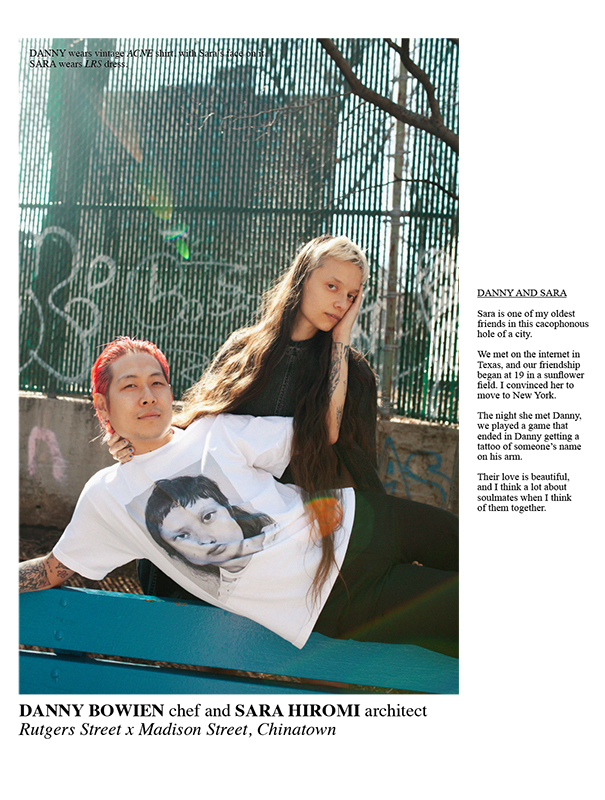 DANNY wears vintage ACNE shirt, with Sara's face on it.
SARA wears LRS dress.
DANNY AND SARA
Sara is one of my oldest
friends in this cacophonous
hole of a city.
We met on the internet in
Texas, and our friendship
began at 19 in a sunflower
field. I convinced her to
move to New York.
The night she met Danny,
we played a game that
ended in Danny getting a
tattoo of someone's name
on his arm.
Their love is beautiful,
and I think a lot about
soulmates when I think
of them together.
DANNY BOWIEN chef and SARA HIROMI architect
Rutgers Street x Madison Street, Chinatown